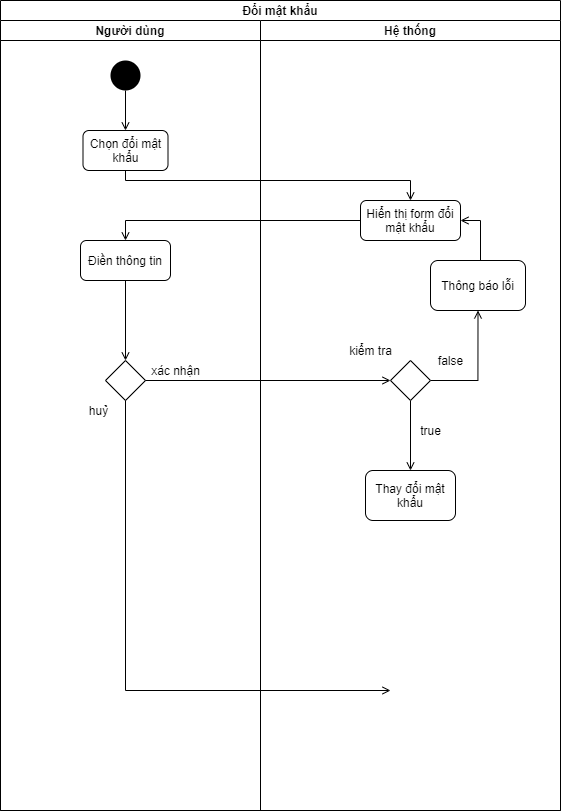 Đổi mật khẩu
Người dùng
Hệ thống
Chọn đổi mật
khẩu
Hiển thị form đổi
mật khẩu
Điền thông tin
Thông báo lỗi
kiểm tra
false
xác nhận
huỷ
true
Thay đổi mật
khẩu